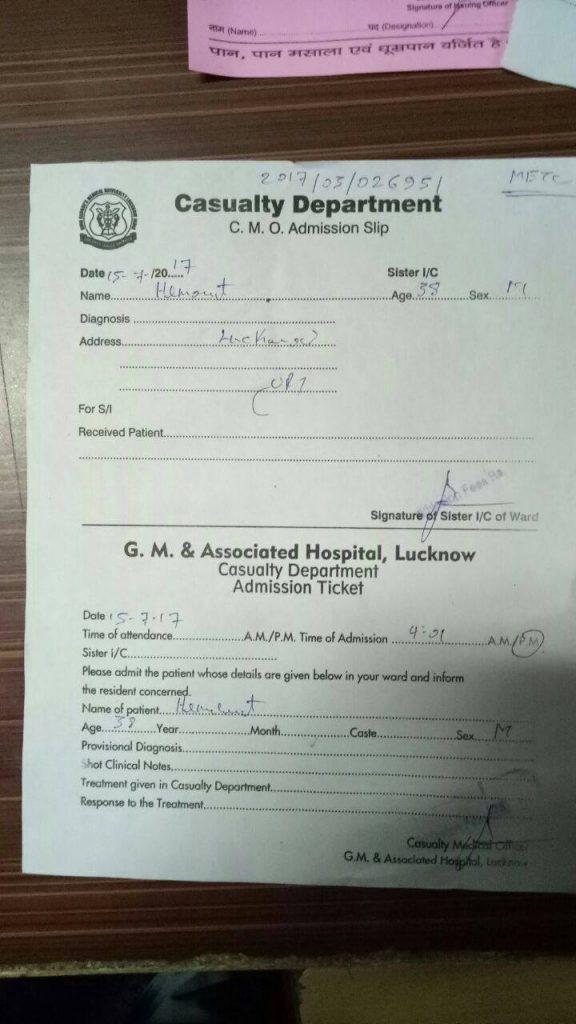 Signature of Issuing Officer
नाम (Name) ........ पद (Designation) ........
पान, पान मसाला एवं धूम्रपान वर्जित है
2017/03/026951
Casualty Department
C. M. O. Admission Slip
Date 15-7-/20.....17
Sister I/C
Name........ Age 38 Sex M
Diagnosis ........
Address........
For S/I
Received Patient........
Signature of Sister I/C of Ward
G. M. & Associated Hospital, Lucknow
Casualty Department
Admission Ticket
Date 15-7-17
Time of attendance........A.M./P.M. Time of Admission ....4:01....A.M./P.M.
Sister i/C........
Please admit the patient whose details are given below in your ward and inform
the resident concerned.
Name of patient........
Age....38....Year........Month........Caste........Sex....M
Provisional Diagnosis........
Shot Clinical Notes........
Treatment given in Casualty Department........
Response to the Treatment........
Casualty Medical Officer
G.M. & Associated Hospital, Lucknow